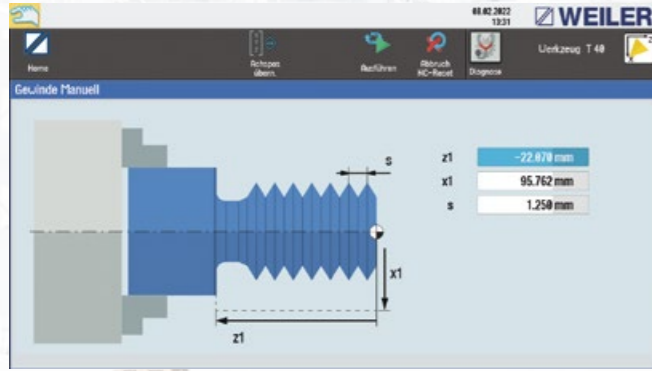 08.02.2022
13:31
WEILER
Home
Achspos
übern.
Ausführen
Abbruch
NC-Reset
Diagnose
Werkzeug T 40
Gewinde Manuell
s
x1
z1
z1 -22.070 mm
x1 95.762 mm
s 1.250 mm